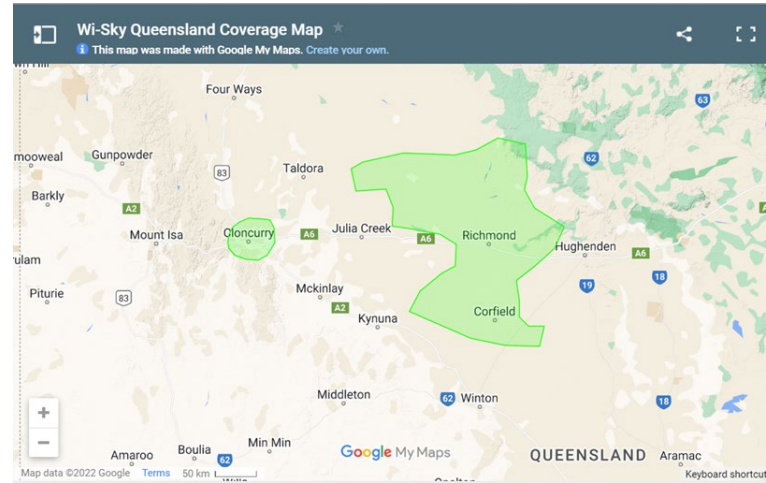 Wi-Sky Queensland Coverage Map
This map was made with Google My Maps. Create your own.
Four Ways
63
mooweal
Gunpowder
83
Taldora
62
Barkly
A2
Mount Isa
Cloncurry
A6
Julia Creek
A6
Richmond
Hughenden
A6
ulam
18
Piturie
83
Mckinlay
19
A2
Kynuna
Corfield
Middleton
62
Winton
18
+
−
Amaroo
Boulia
62
Min Min
Google My Maps
QUEENSLAND
Aramac
Map data ©2022 Google
Terms
50 km
Keyboard shortcut